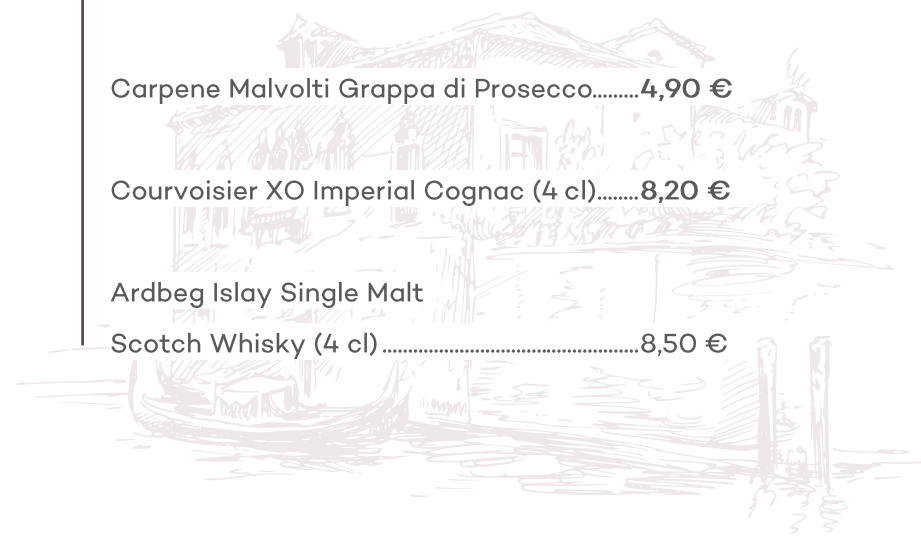 Carpene Malvolti Grappa di Prosecco.........4,90 €
Courvoisier XO Imperial Cognac (4 cl)........8,20 €
Ardbeg Islay Single Malt
Scotch Whisky (4 cl) ..................................................8,50 €